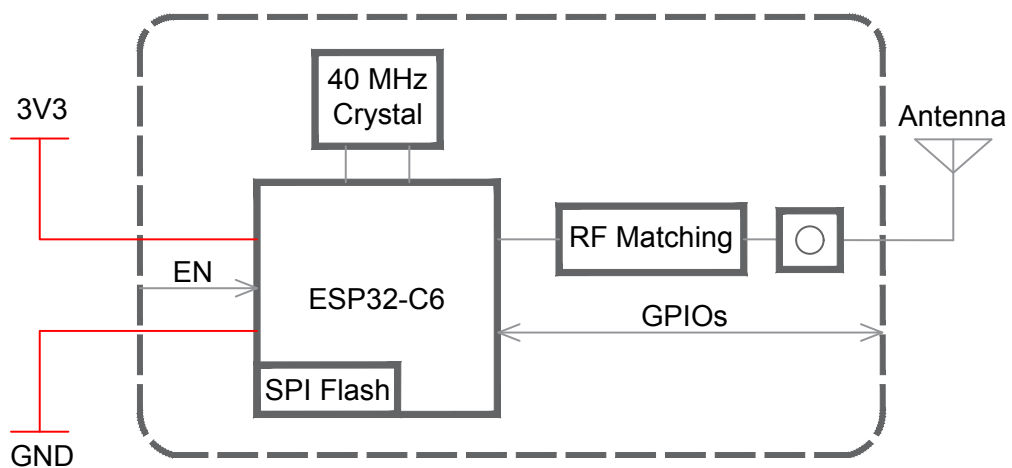 40 MHz
Crystal
3V3
Antenna
RF Matching
EN
ESP32-C6
GPIOs
SPI Flash
GND